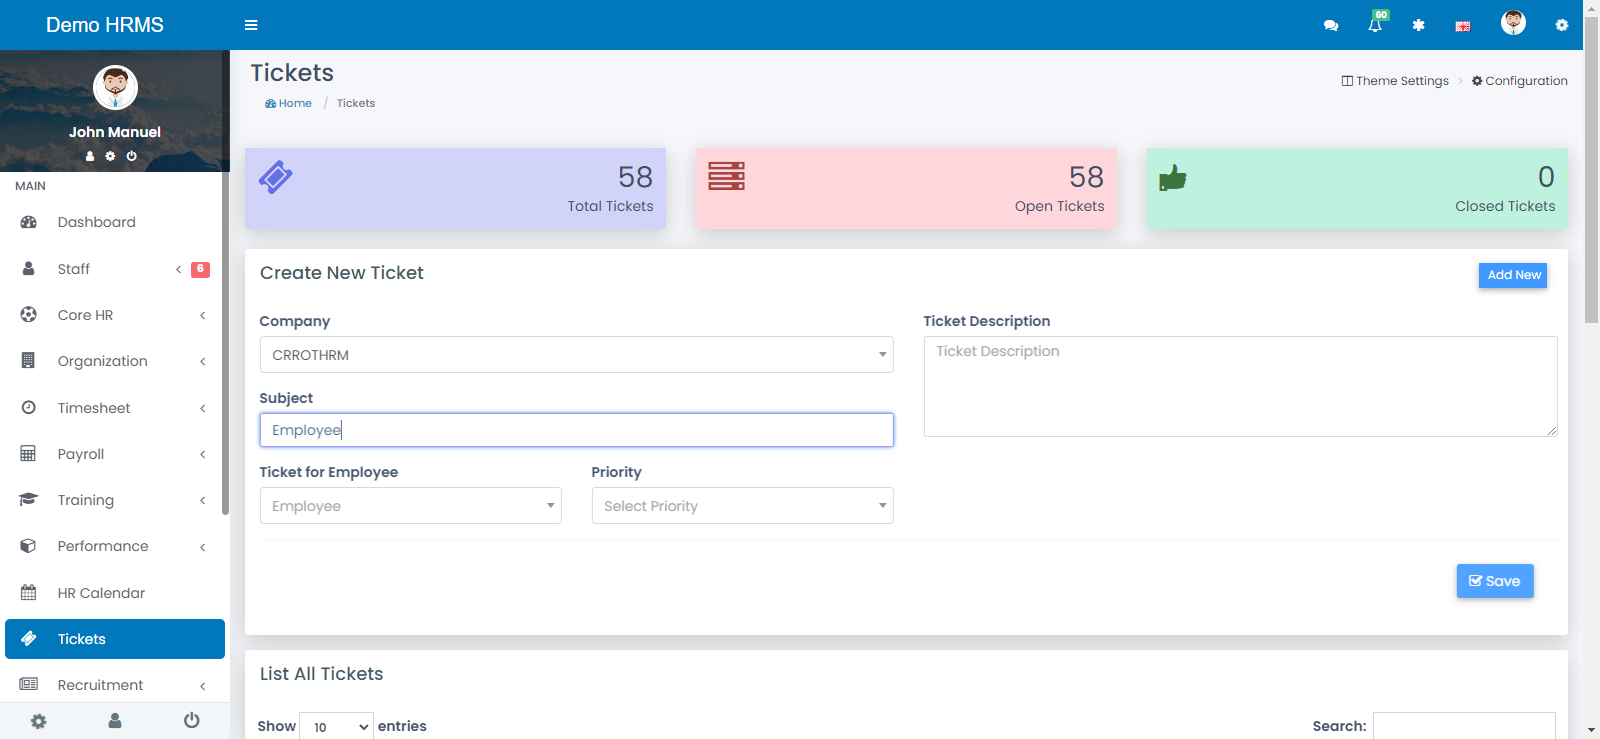 Demo HRMS
60
John Manuel
MAIN
Dashboard
Staff
6
Core HR
Organization
Timesheet
Payroll
Training
Performance
HR Calendar
Tickets
Recruitment
Tickets
Home / Tickets
Theme Settings
Configuration
58
Total Tickets
58
Open Tickets
0
Closed Tickets
Create New Ticket
Add New
Company
CRROTHRM
Subject
Employee
Ticket for Employee
Employee
Priority
Select Priority
Ticket Description
Ticket Description
Save
List All Tickets
Show 10 entries
Search: